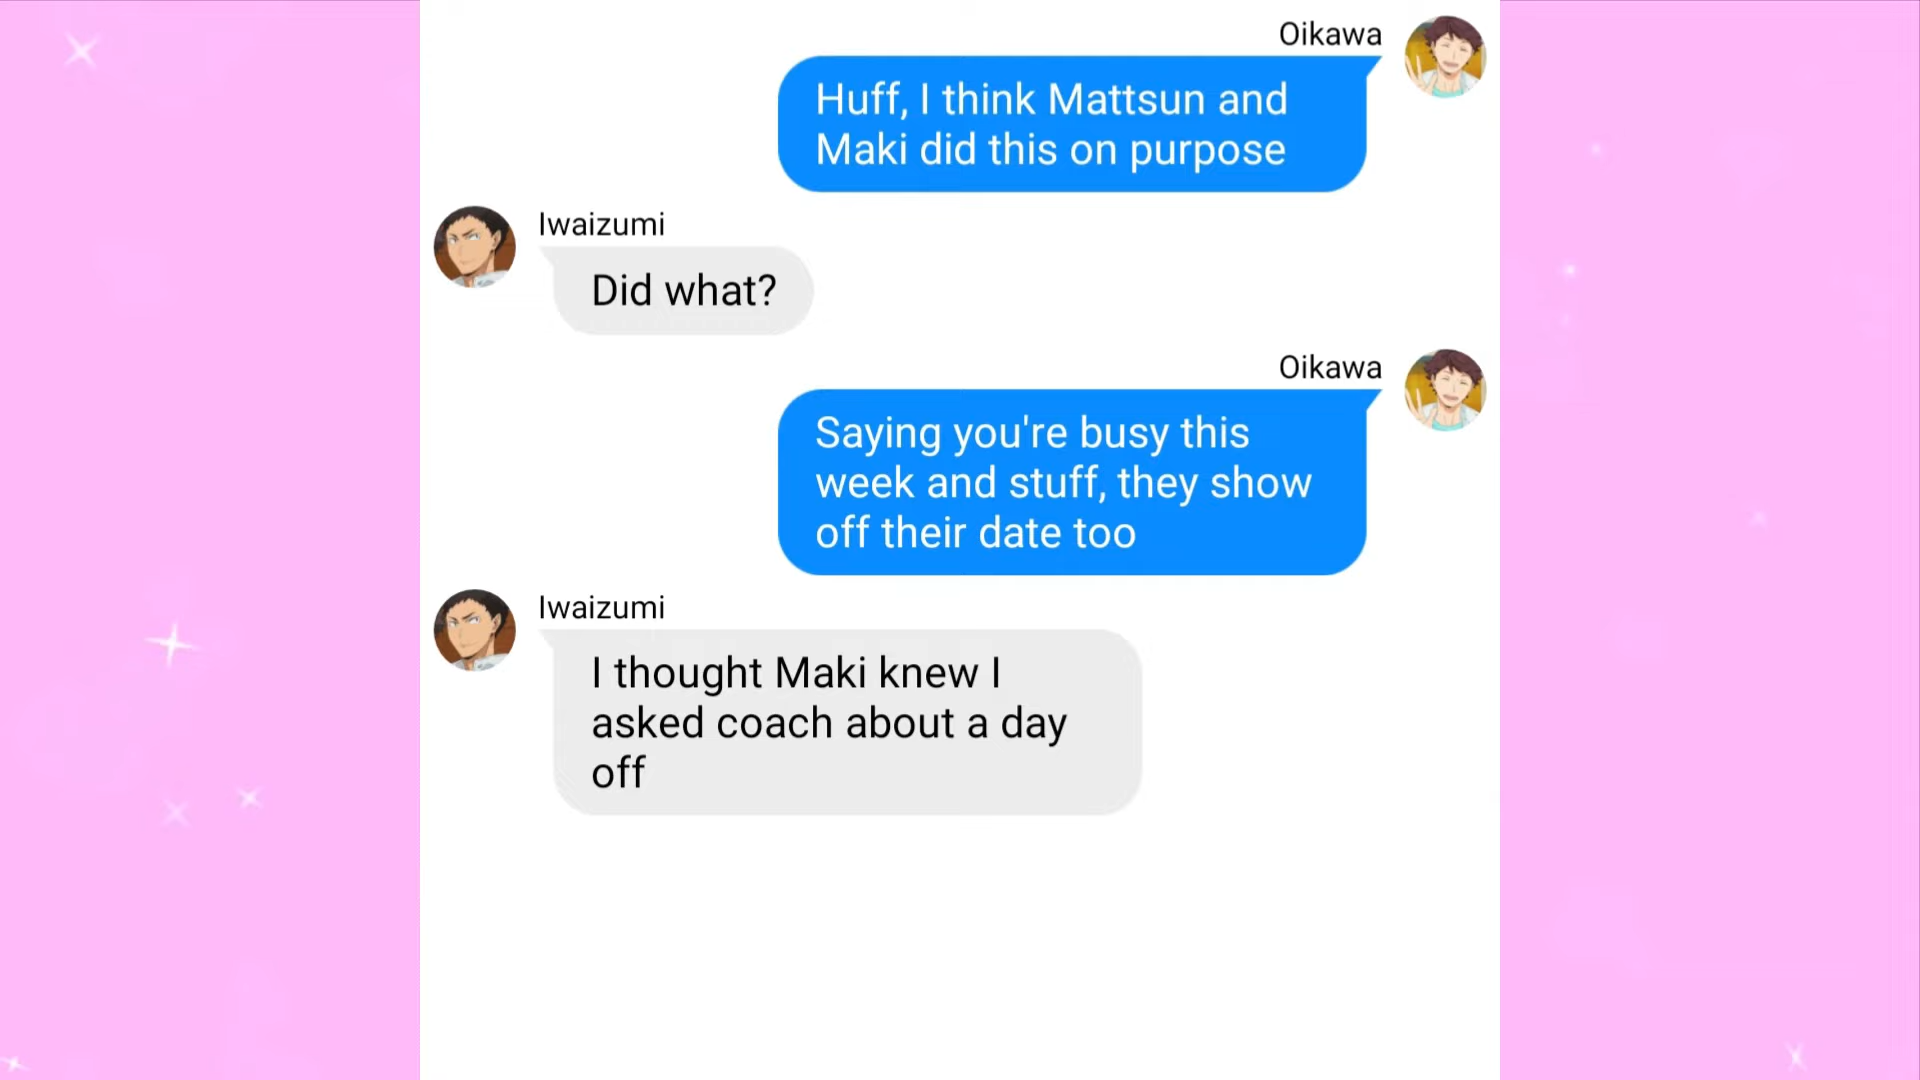 Oikawa
Huff, I think Mattsun and
Maki did this on purpose
Iwaizumi
Did what?
Oikawa
Saying you're busy this
week and stuff, they show
off their date too
Iwaizumi
I thought Maki knew I
asked coach about a day
off